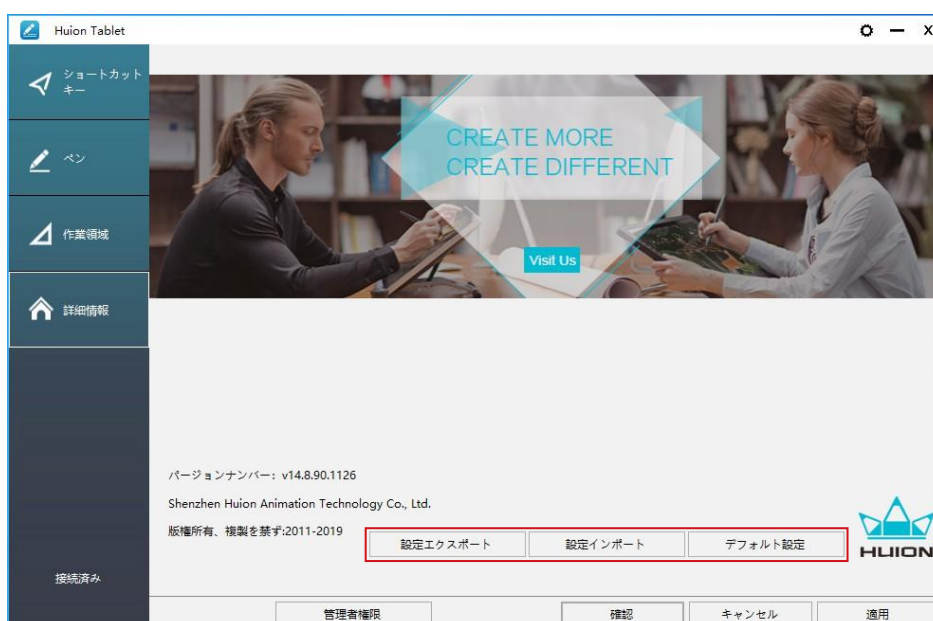 Huion Tablet
ショートカット
キー
ペン
作業領域
詳細情報
接続済み
CREATE MORE
CREATE DIFFERENT
Visit Us
バージョンナンバー: v14.8.90.1126
Shenzhen Huion Animation Technology Co., Ltd.
版権所有、複製を禁ず:2011-2019
設定エクスポート
設定インポート
デフォルト設定
HUION
管理者権限
確認
キャンセル
適用